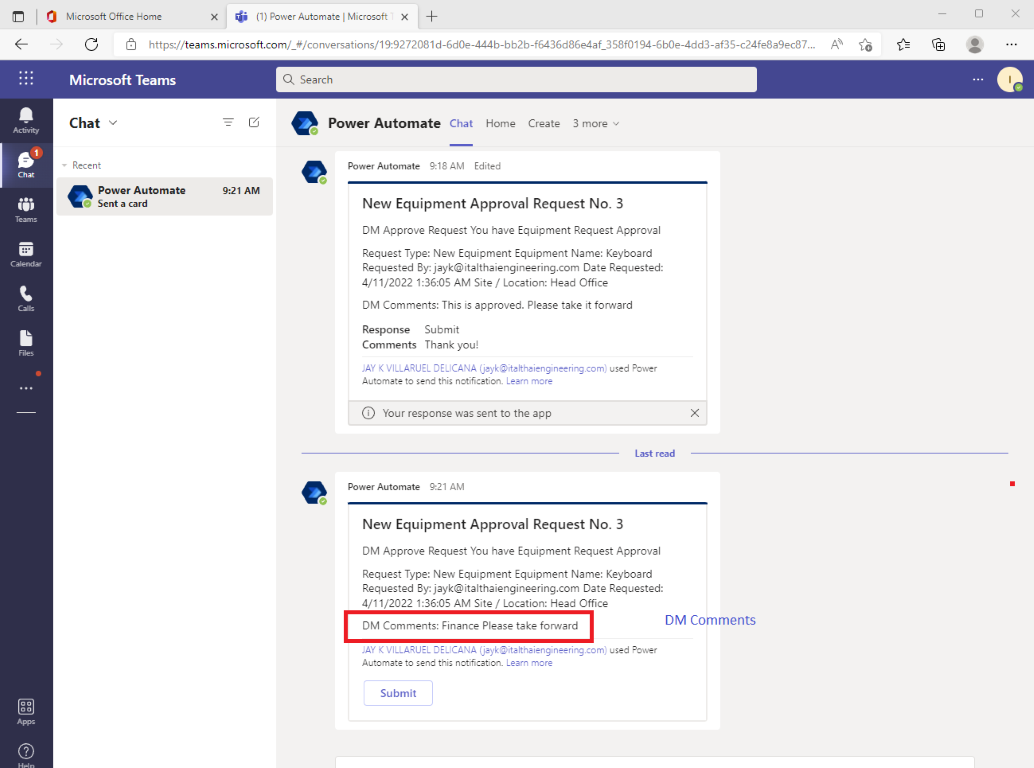 Microsoft Office Home
(1) Power Automate | Microsoft T
https://teams.microsoft.com/_#/conversations/19:9272081d-6d0e-444b-bb2b-f6436d86e4af_358f0194-6b0e-4dd3-af35-c24fe8a9ec87...
Microsoft Teams
Search
I
Activity
1
Chat
Teams
Calendar
Calls
Files
Apps
Help
Chat
Recent
Power Automate 9:21 AM
Sent a card
Power Automate Chat Home Create 3 more
Power Automate 9:18 AM Edited
New Equipment Approval Request No. 3
DM Approve Request You have Equipment Request Approval
Request Type: New Equipment Equipment Name: Keyboard
Requested By: jayk@italthaiengineering.com Date Requested:
4/11/2022 1:36:05 AM Site / Location: Head Office
DM Comments: This is approved. Please take it forward
Response Submit
Comments Thank you!
JAY K VILLARUEL DELICANA (jayk@italthaiengineering.com) used Power
Automate to send this notification. Learn more
Your response was sent to the app
Last read
Power Automate 9:21 AM
New Equipment Approval Request No. 3
DM Approve Request You have Equipment Request Approval
Request Type: New Equipment Equipment Name: Keyboard
Requested By: jayk@italthaiengineering.com Date Requested:
4/11/2022 1:36:05 AM Site / Location: Head Office
DM Comments: Finance Please take forward
DM Comments
JAY K VILLARUEL DELICANA (jayk@italthaiengineering.com) used Power
Automate to send this notification. Learn more
Submit